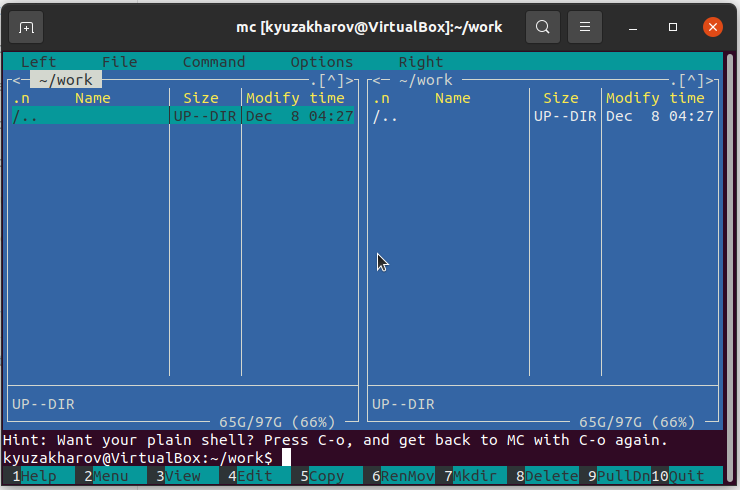 mc [kyuzakharov@VirtualBox]:~/work
Left File Command Options Right
<─ ~/work .[^]> <─ ~/work .[^]>
.n Name Size Modify time .n Name Size Modify time
/.. UP--DIR Dec 8 04:27 /.. UP--DIR Dec 8 04:27
UP--DIR UP--DIR
65G/97G (66%) 65G/97G (66%)
Hint: Want your plain shell? Press C-o, and get back to MC with C-o again.
kyuzakharov@VirtualBox:~/work$
1Help 2Menu 3View 4Edit 5Copy 6RenMov 7Mkdir 8Delete 9PullDn 10Quit